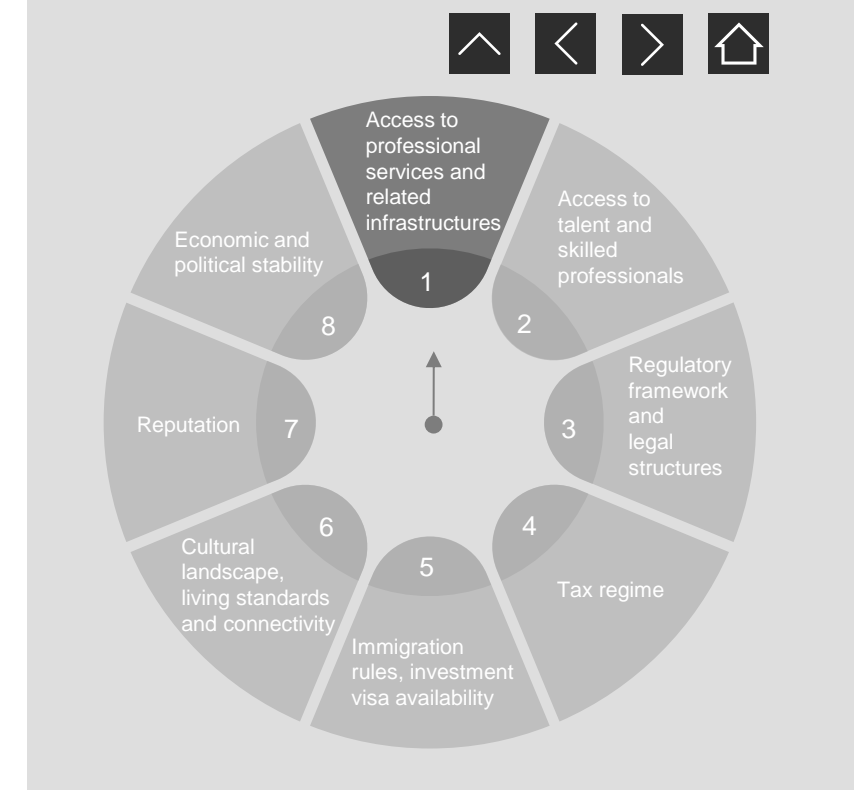 Access to
professional
services and
related
infrastructures
1
Access to
talent and
skilled
professionals
2
Regulatory
framework
and
legal
structures
3
Tax regime
4
Immigration
rules, investment
visa availability
5
Cultural
landscape,
living standards
and connectivity
6
Reputation
7
Economic and
political stability
8